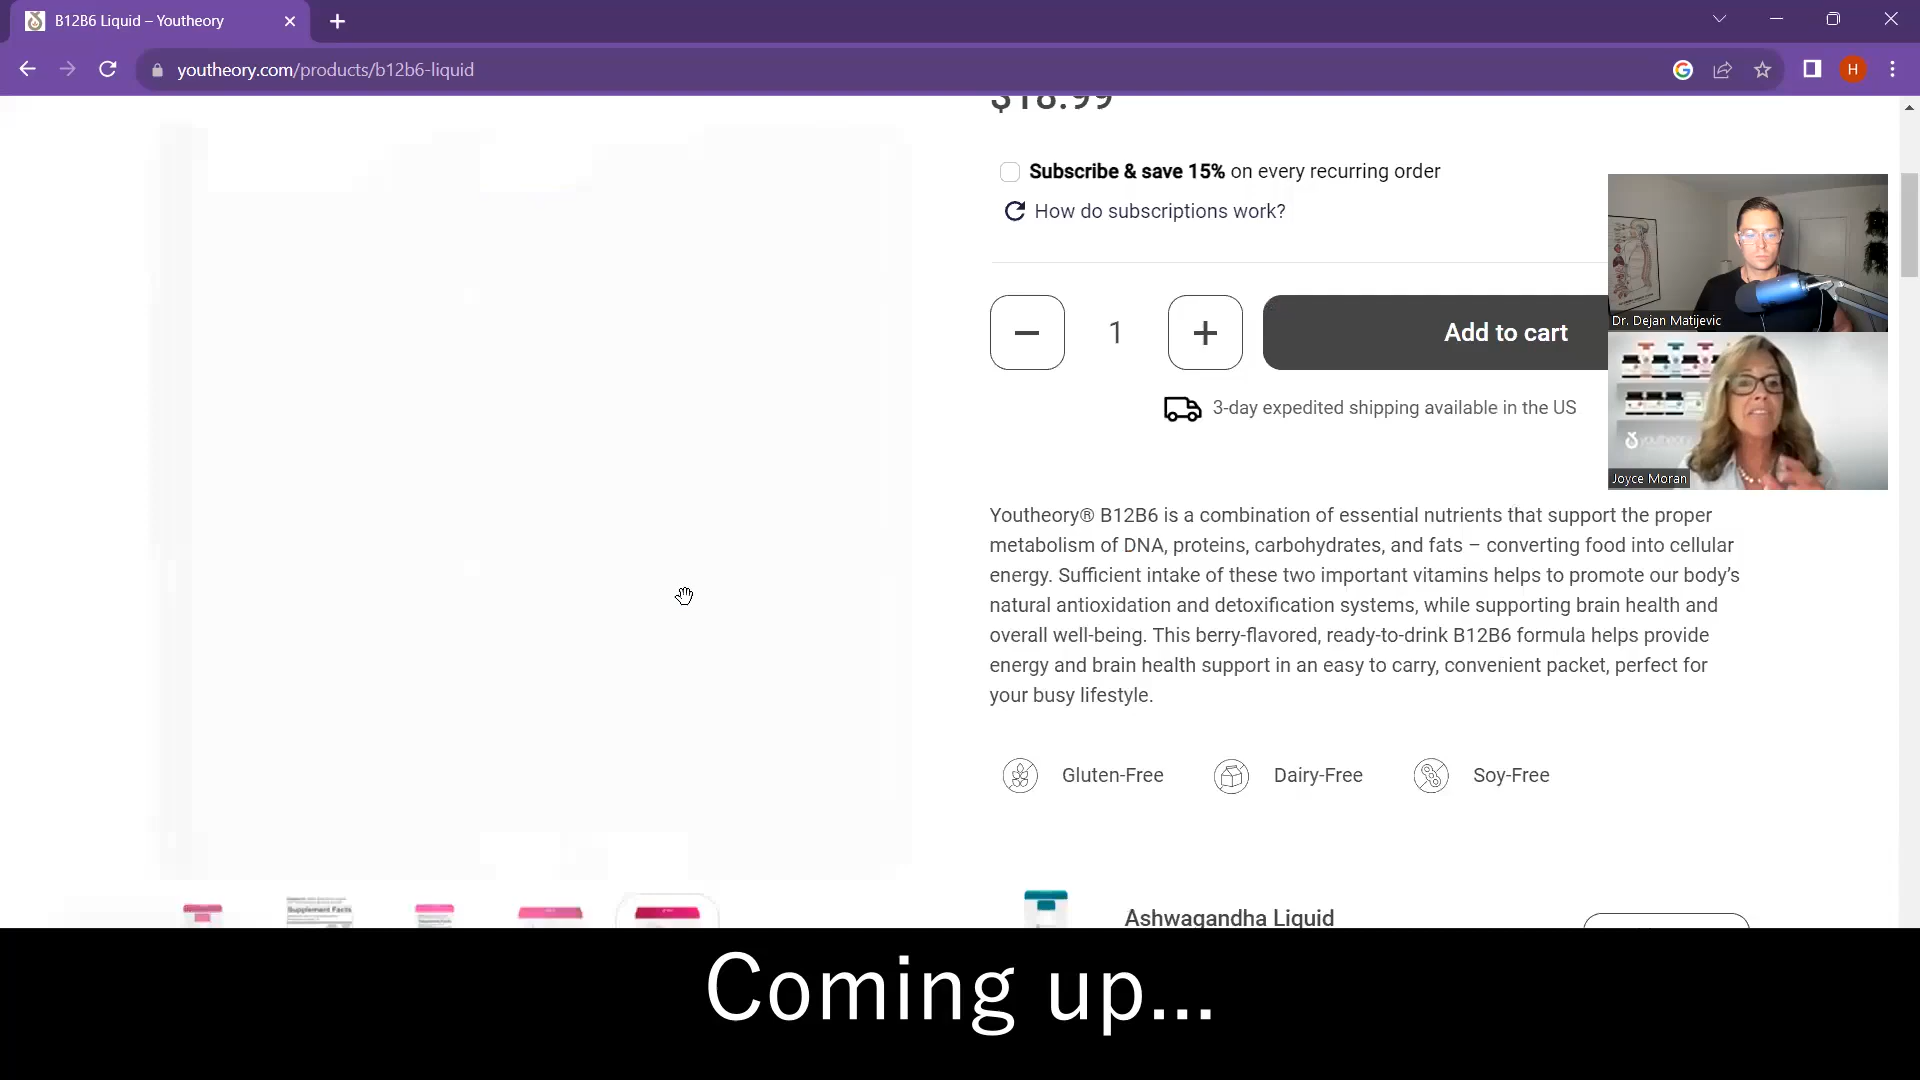 B12B6 Liquid – Youtheory
youtheory.com/products/b12b6-liquid
H
$18.99
Subscribe & save 15% on every recurring order
How do subscriptions work?
1
Add to cart
3-day expedited shipping available in the US
Dr. Dejan Matijevic
youtheory
Joyce Moran
Youtheory® B12B6 is a combination of essential nutrients that support the proper
metabolism of DNA, proteins, carbohydrates, and fats – converting food into cellular
energy. Sufficient intake of these two important vitamins helps to promote our body’s
natural antioxidation and detoxification systems, while supporting brain health and
overall well-being. This berry-flavored, ready-to-drink B12B6 formula helps provide
energy and brain health support in an easy to carry, convenient packet, perfect for
your busy lifestyle.
Gluten-Free
Dairy-Free
Soy-Free
Supplement Facts
Ashwagandha Liquid
Coming up...